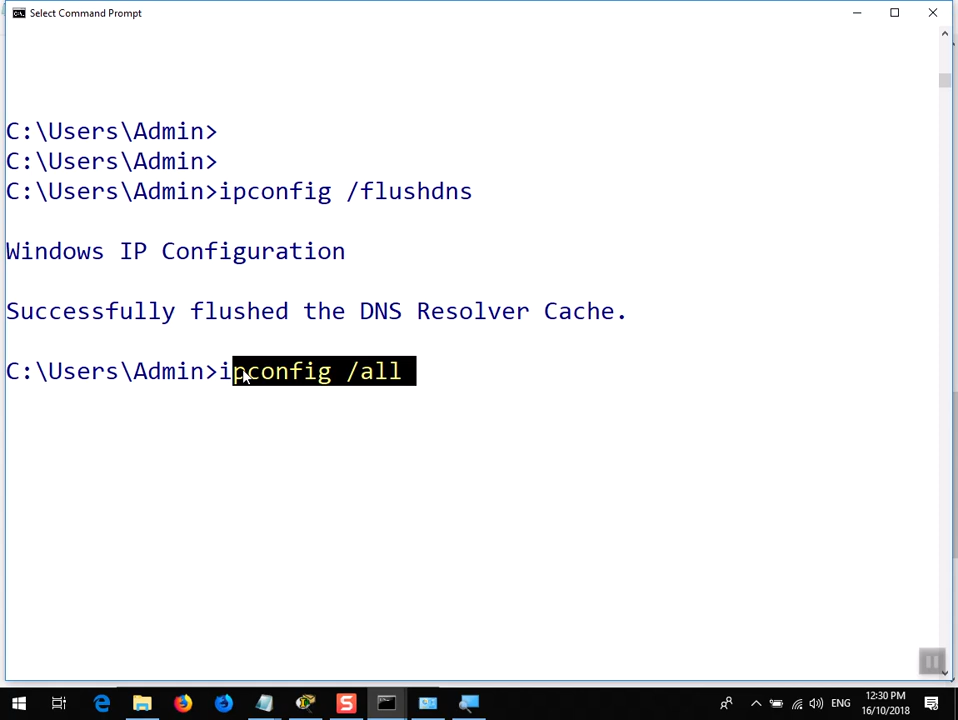 Select Command Prompt
C:\Users\Admin>
C:\Users\Admin>
C:\Users\Admin>ipconfig /flushdns
Windows IP Configuration
Successfully flushed the DNS Resolver Cache.
C:\Users\Admin>ipconfig /all
ENG
12:30 PM
16/10/2018